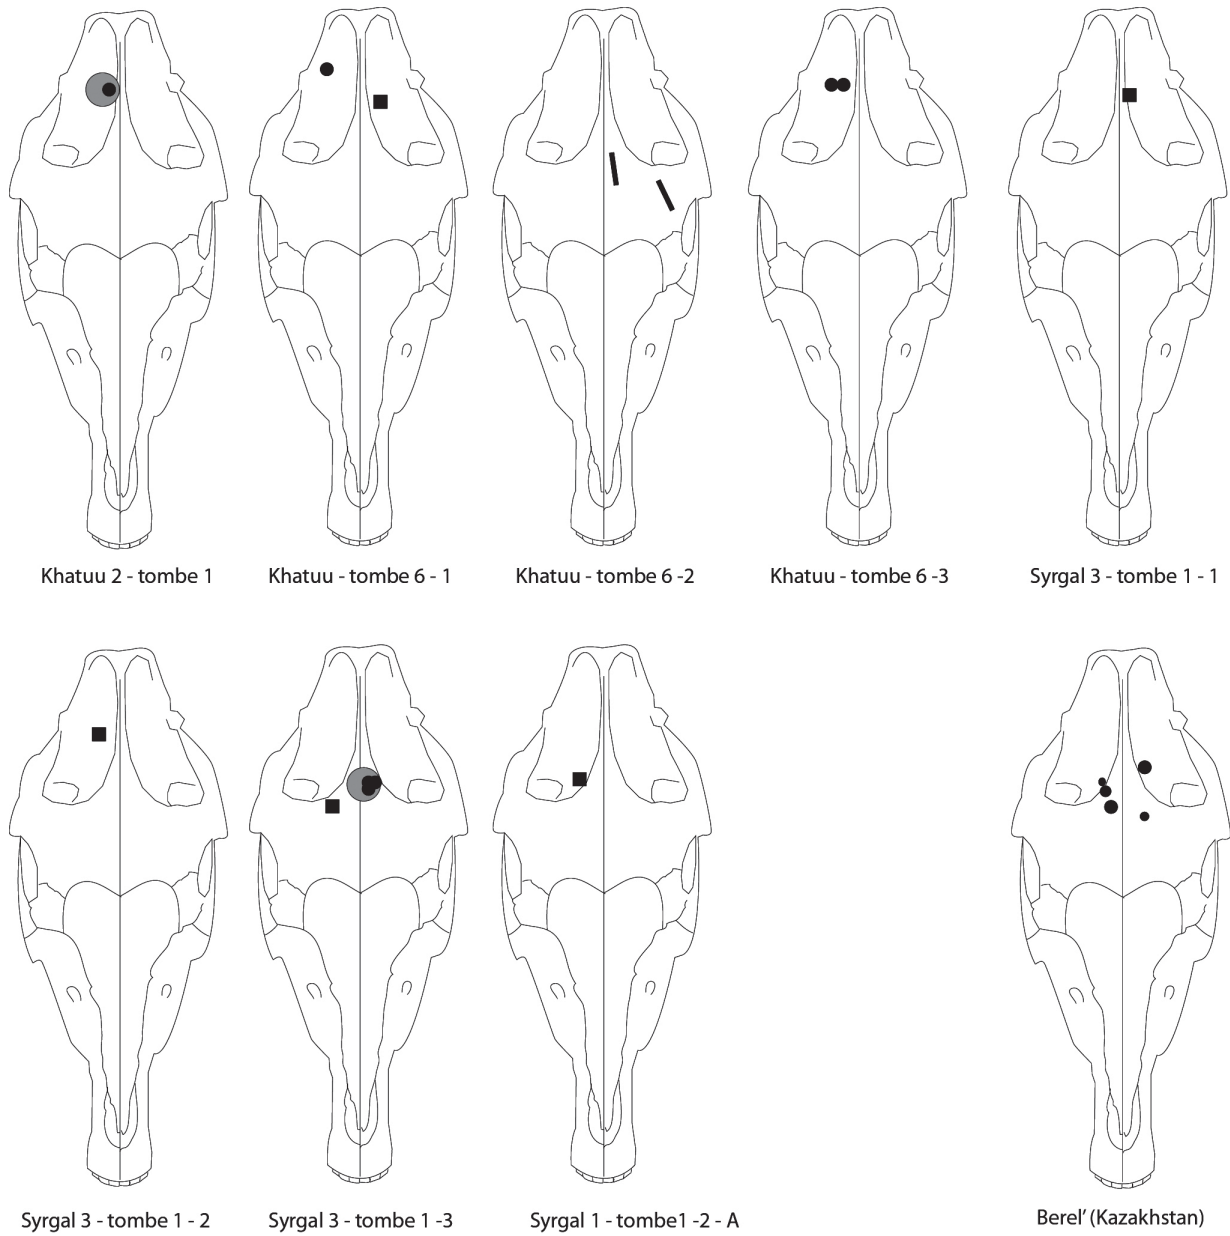 Khatuu 2 - tombe 1
Khatuu - tombe 6 - 1
Khatuu - tombe 6 -2
Khatuu - tombe 6 -3
Syrgal 3 - tombe 1 - 1
Syrgal 3 - tombe 1 - 2
Syrgal 3 - tombe 1 -3
Syrgal 1 - tombe1 -2 - A
Berel’ (Kazakhstan)